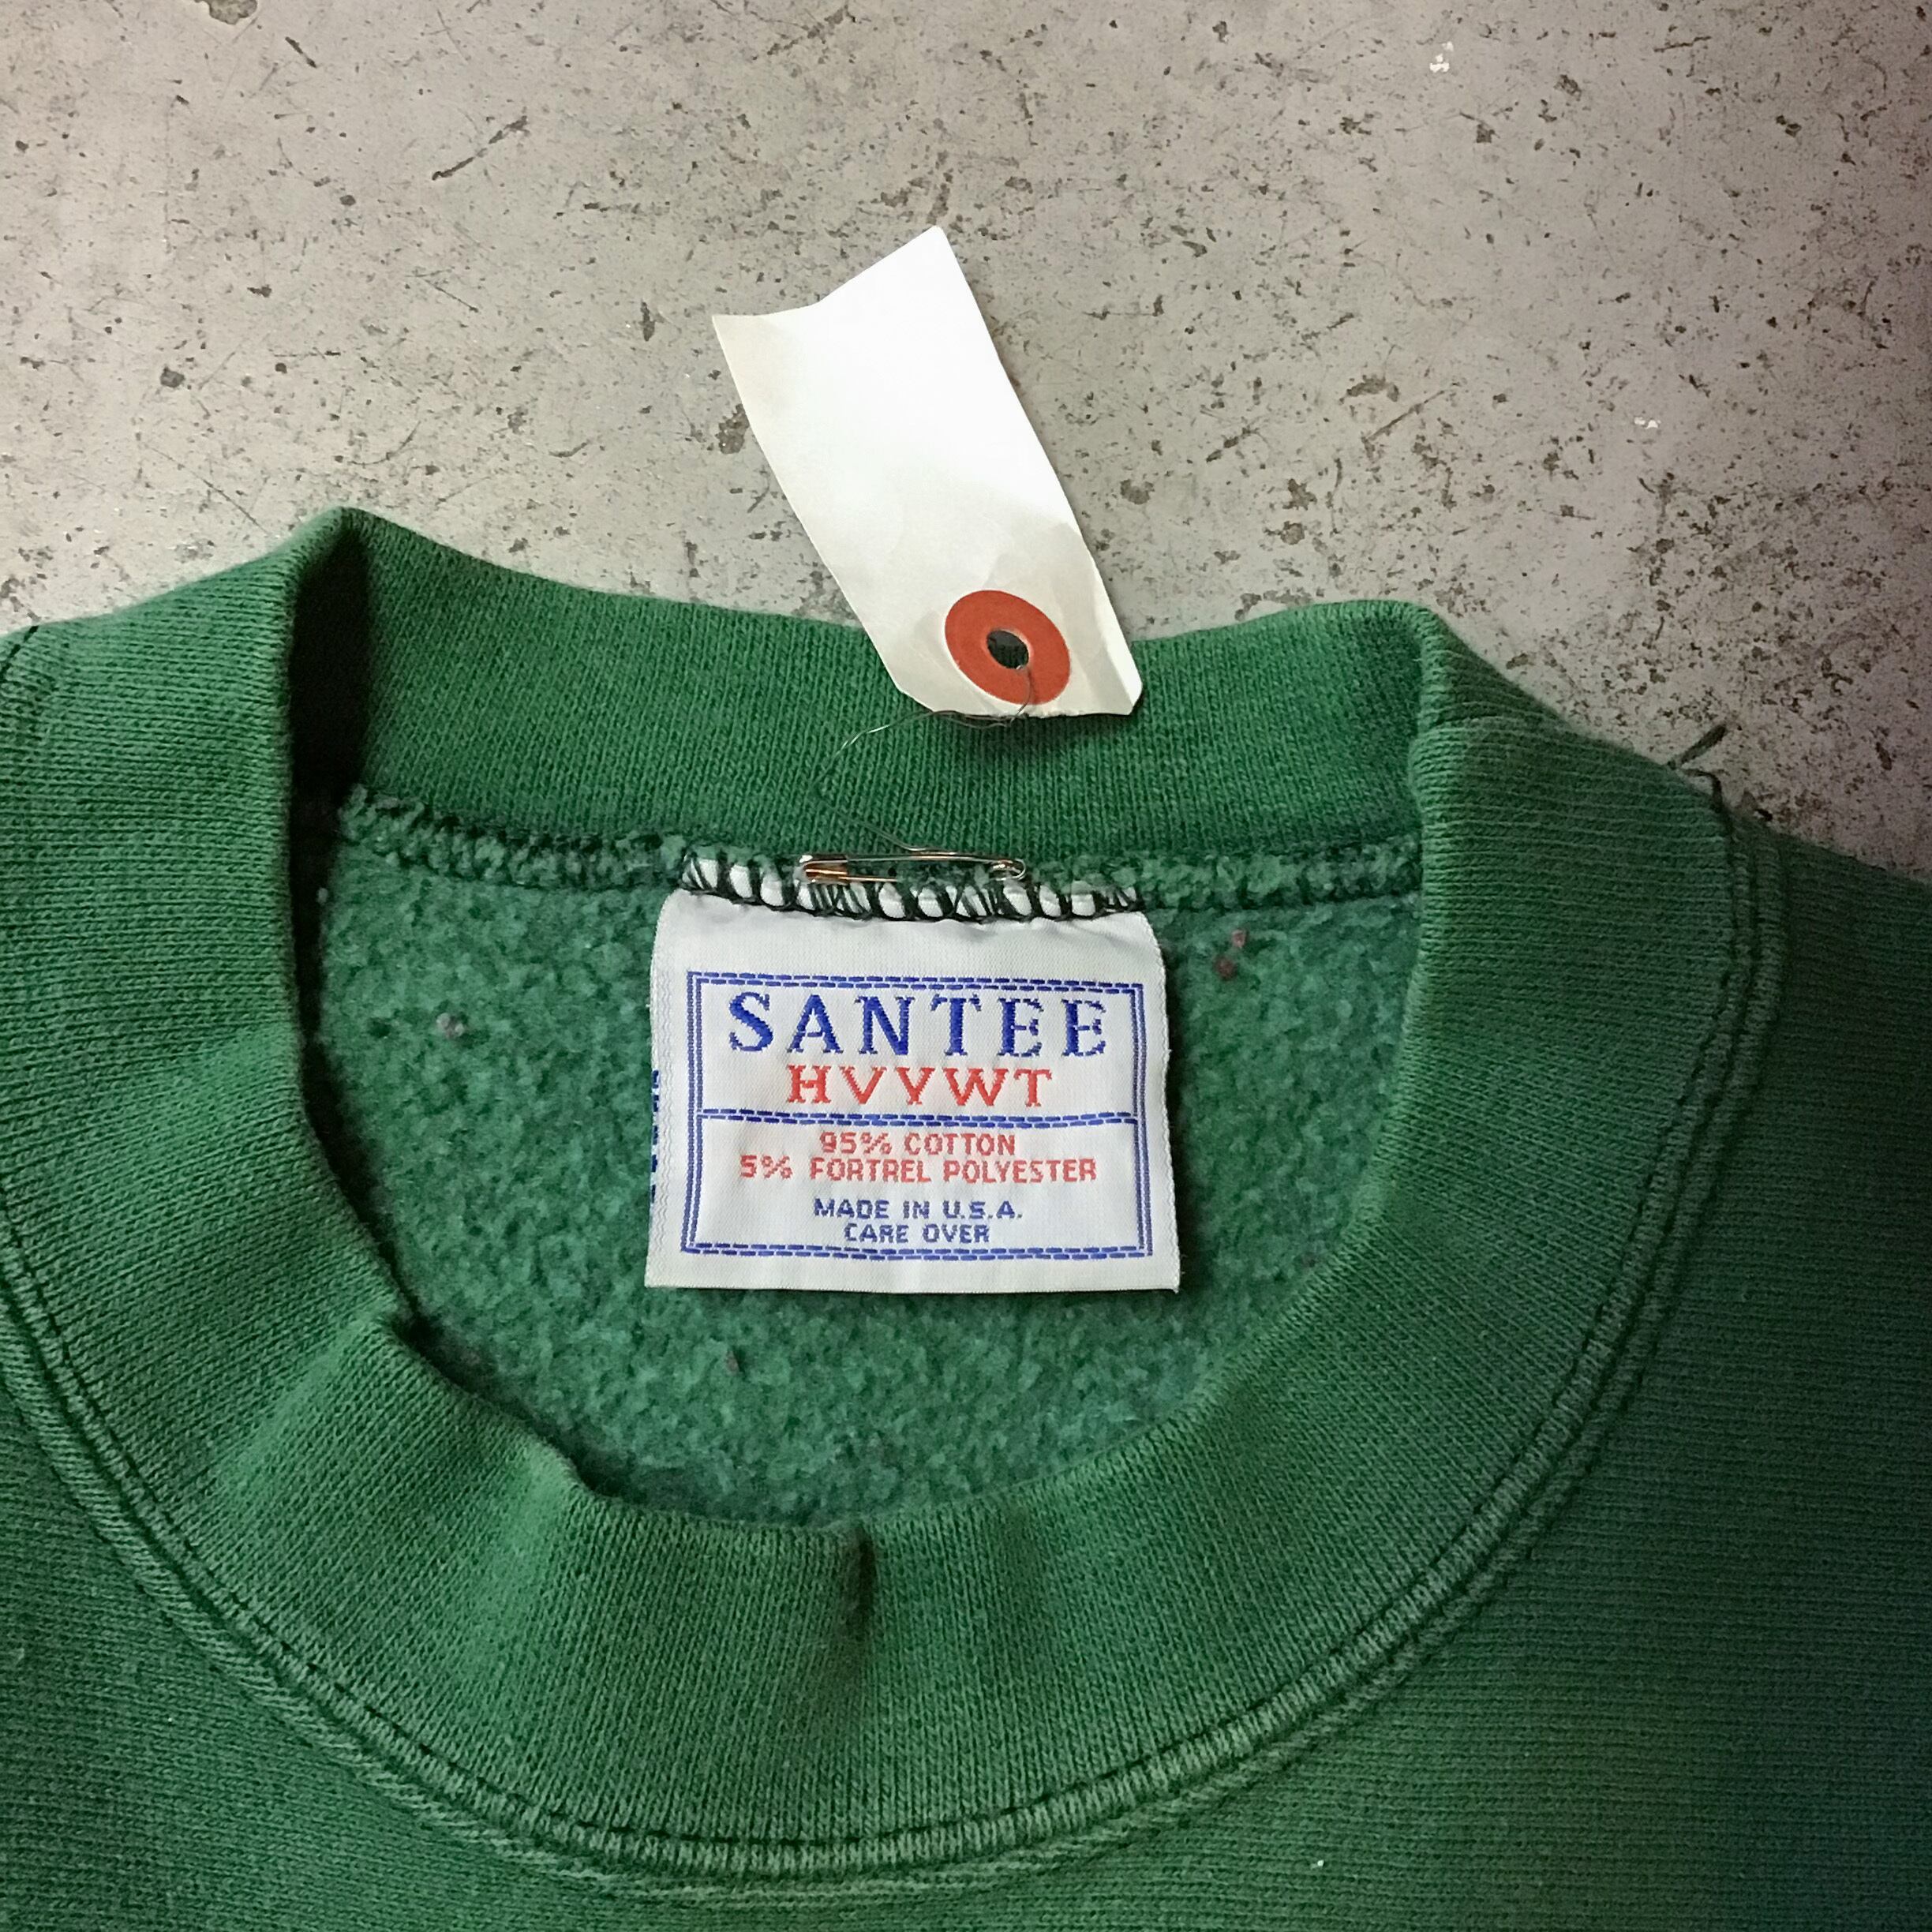 SANTEE
HVYWT
95% COTTON
5% FORTREL POLYESTER
MADE IN U.S.A.
CARE OVER